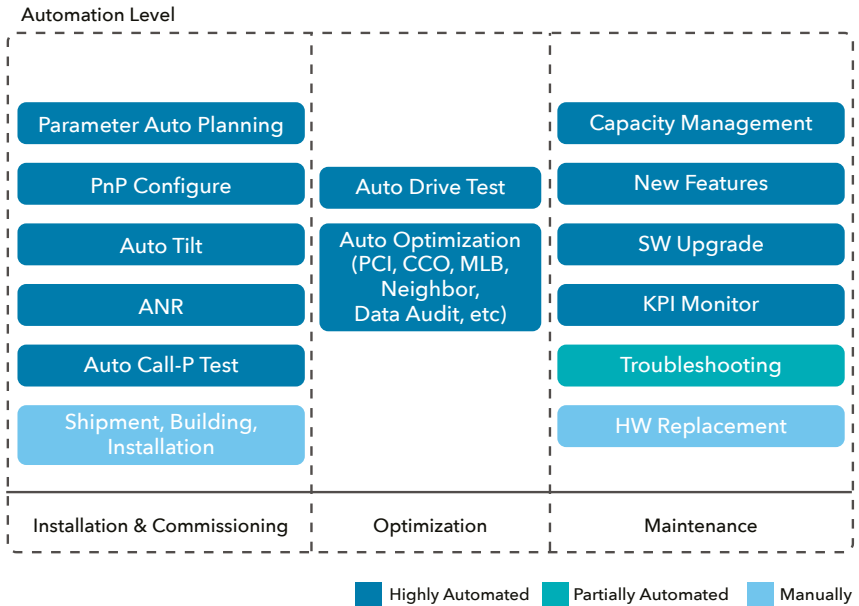 Automation Level
Parameter Auto Planning
PnP Configure
Auto Tilt
ANR
Auto Call-P Test
Shipment, Building,
Installation
Installation & Commissioning
Auto Drive Test
Auto Optimization
(PCI, CCO, MLB,
Neighbor,
Data Audit, etc)
Optimization
Capacity Management
New Features
SW Upgrade
KPI Monitor
Troubleshooting
HW Replacement
Maintenance
Highly Automated
Partially Automated
Manually